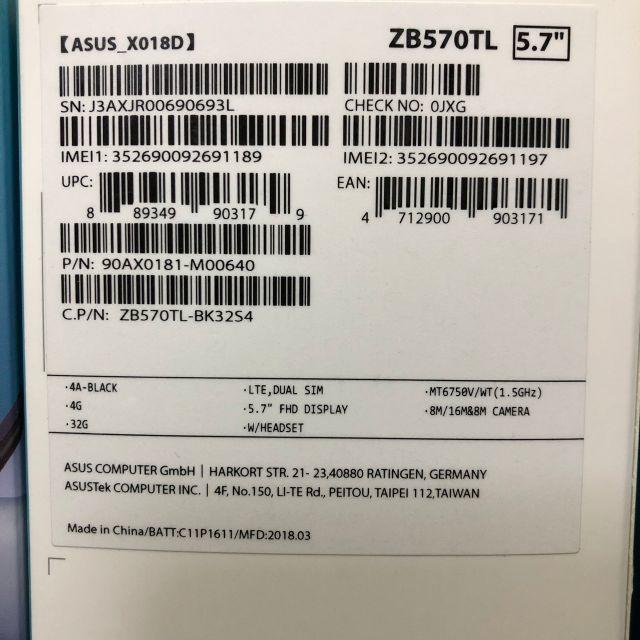 【ASUS_X018D】 ZB570TL 5.7"
SN: J3AXJR00690693L CHECK NO: 0JXG
IMEI1: 352690092691189 IMEI2: 352690092691197
UPC: 8 89349 90317 9 EAN: 4 712900 903171
P/N: 90AX0181-M00640
C.P/N: ZB570TL-BK32S4
·4A-BLACK ·LTE,DUAL SIM ·MT6750V/WT(1.5GHz)
·4G ·5.7" FHD DISPLAY ·8M/16M&8M CAMERA
·32G ·W/HEADSET
ASUS COMPUTER GmbH | HARKORT STR. 21- 23,40880 RATINGEN, GERMANY
ASUSTek COMPUTER INC. | 4F, No.150, LI-TE Rd., PEITOU, TAIPEI 112,TAIWAN
Made in China/BATT:C11P1611/MFD:2018.03